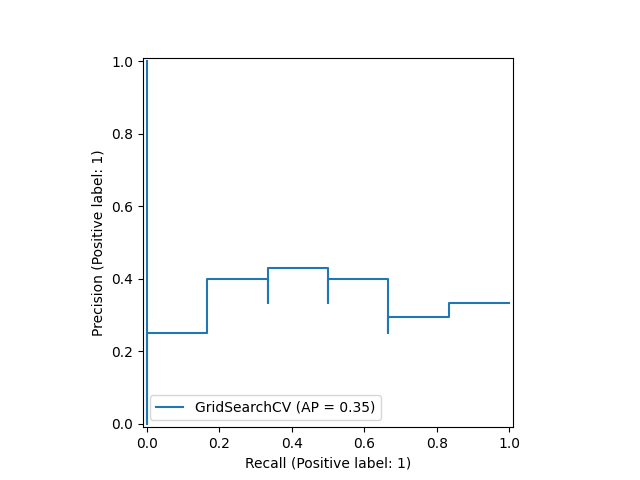 1.0
0.8
0.6
0.4
0.2
0.0
Precision (Positive label: 1)
GridSearchCV (AP = 0.35)
0.0 0.2 0.4 0.6 0.8 1.0
Recall (Positive label: 1)